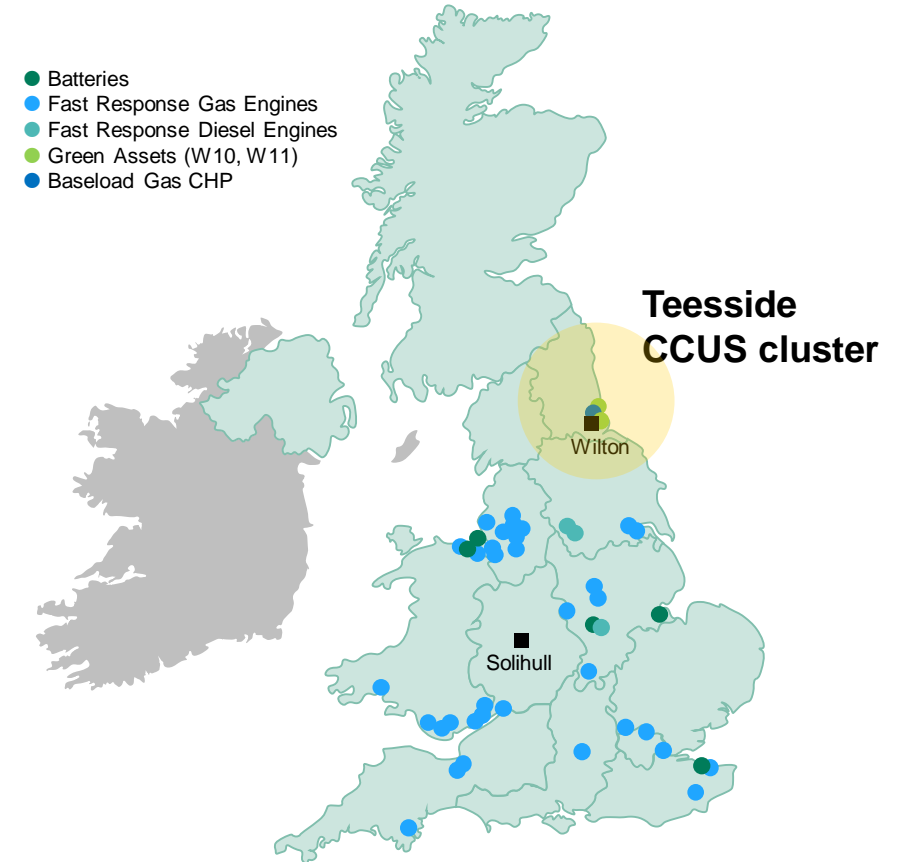 Batteries
Fast Response Gas Engines
Fast Response Diesel Engines
Green Assets (W10, W11)
Baseload Gas CHP
Teesside
CCUS cluster
Wilton
Solihull